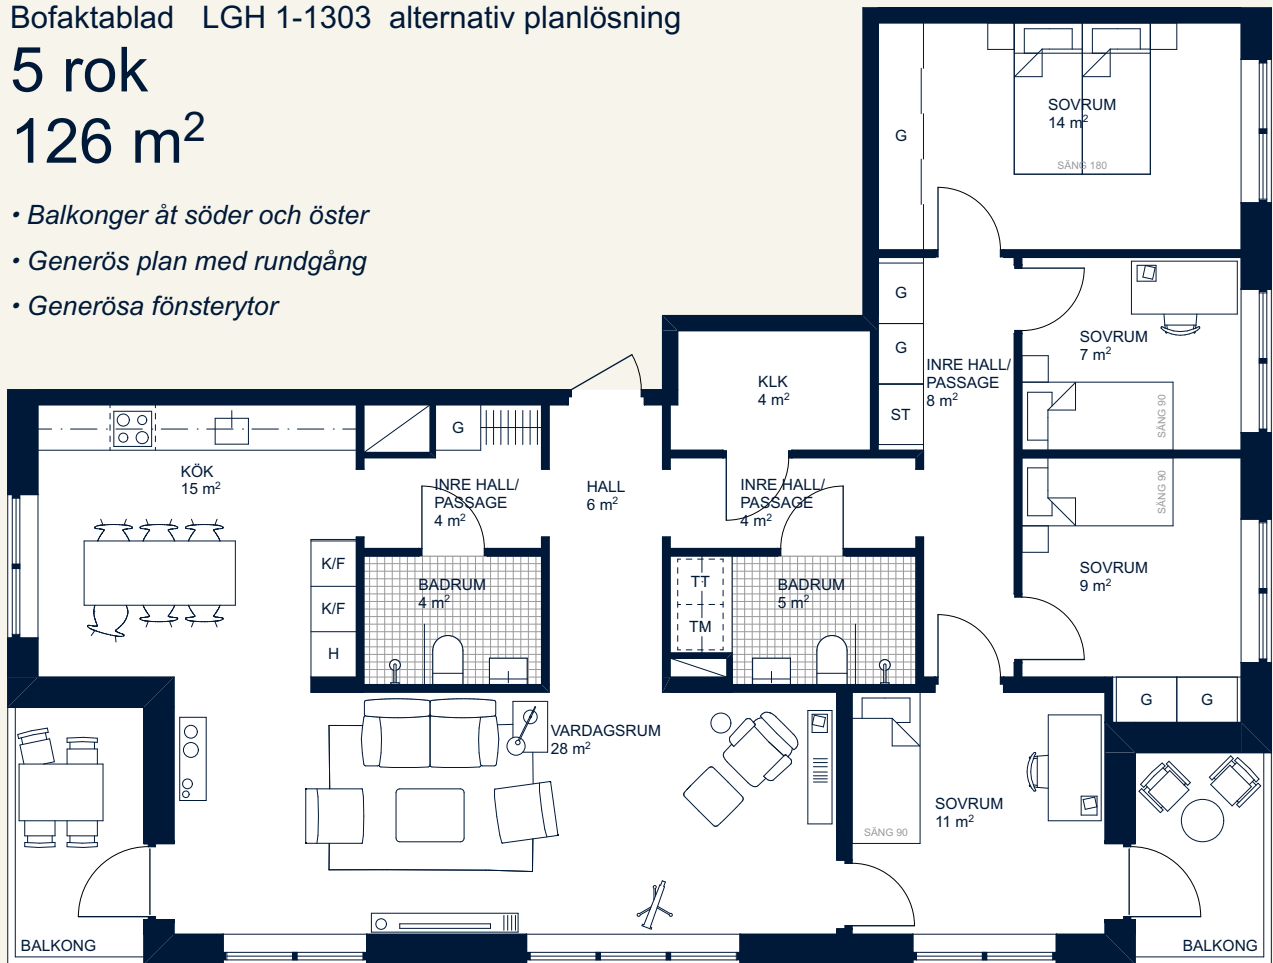 Bofaktablad LGH 1-1303 alternativ planlösning
5 rok
126 m²
• Balkonger åt söder och öster
• Generös plan med rundgång
• Generösa fönsterytor
SOVRUM
14 m²
SÄNG 180
G
G
G
ST
INRE HALL/
PASSAGE
8 m²
SOVRUM
7 m²
SÄNG 90
KLK
4 m²
G
KÖK
15 m²
INRE HALL/
PASSAGE
4 m²
HALL
6 m²
INRE HALL/
PASSAGE
4 m²
SÄNG 90
SOVRUM
9 m²
K/F
K/F
H
BADRUM
4 m²
TT
TM
BADRUM
5 m²
G
G
VARDAGSRUM
28 m²
SOVRUM
11 m²
SÄNG 90
BALKONG
BALKONG